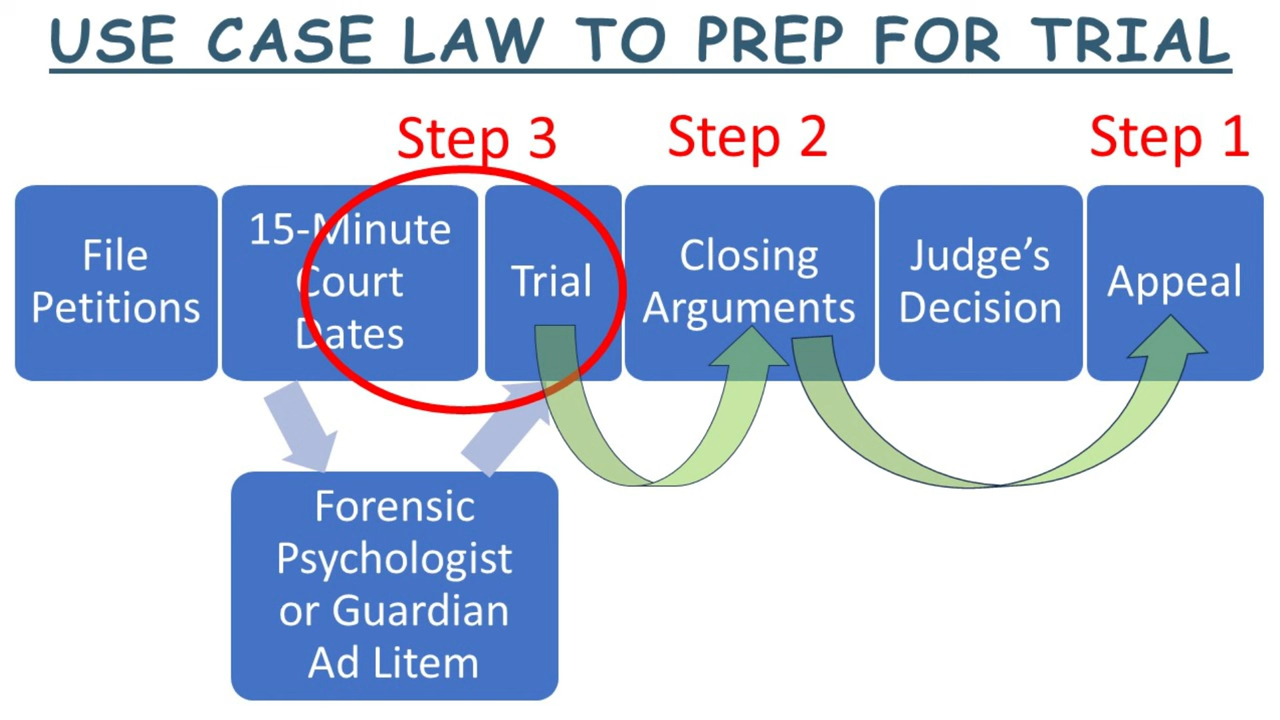 USE CASE LAW TO PREP FOR TRIAL
Step 3
Step 2
Step 1
File
Petitions
15-Minute
Court
Dates
Trial
Closing
Arguments
Judge’s
Decision
Appeal
Forensic
Psychologist
or Guardian
Ad Litem